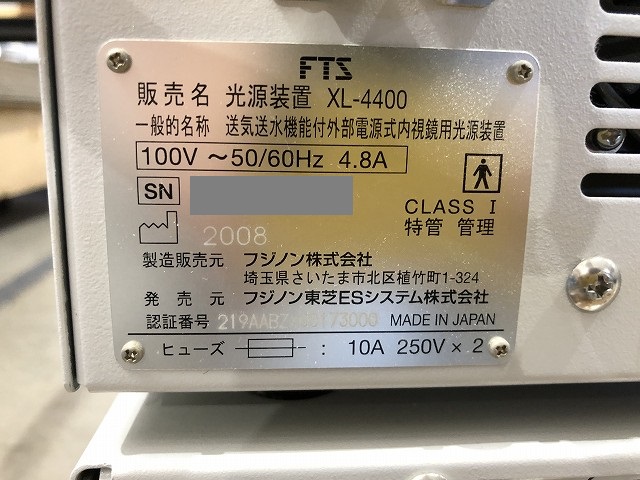 FTS
販売名 光源装置 XL-4400
一般的名称 送気送水機能付外部電源式内視鏡用光源装置
100V ～50/60Hz 4.8A
SN
CLASS I
2008
特管 管理
製造販売元 フジノン株式会社
埼玉県さいたま市北区植竹町1-324
発売元 フジノン東芝ESシステム株式会社
認証番号 MADE IN JAPAN
ヒューズ : 10A 250V × 2